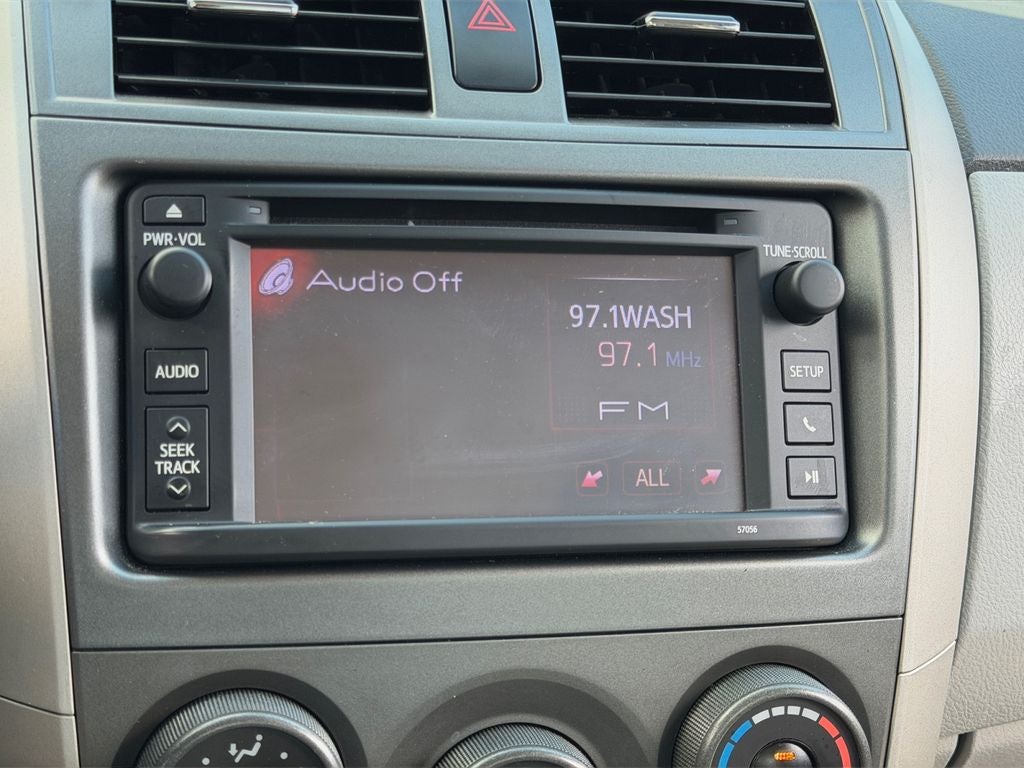 PWR·VOL
AUDIO
SEEK
TRACK
Audio Off
97.1WASH
97.1 MHz
FM
ALL
TUNE·SCROLL
SETUP
57056